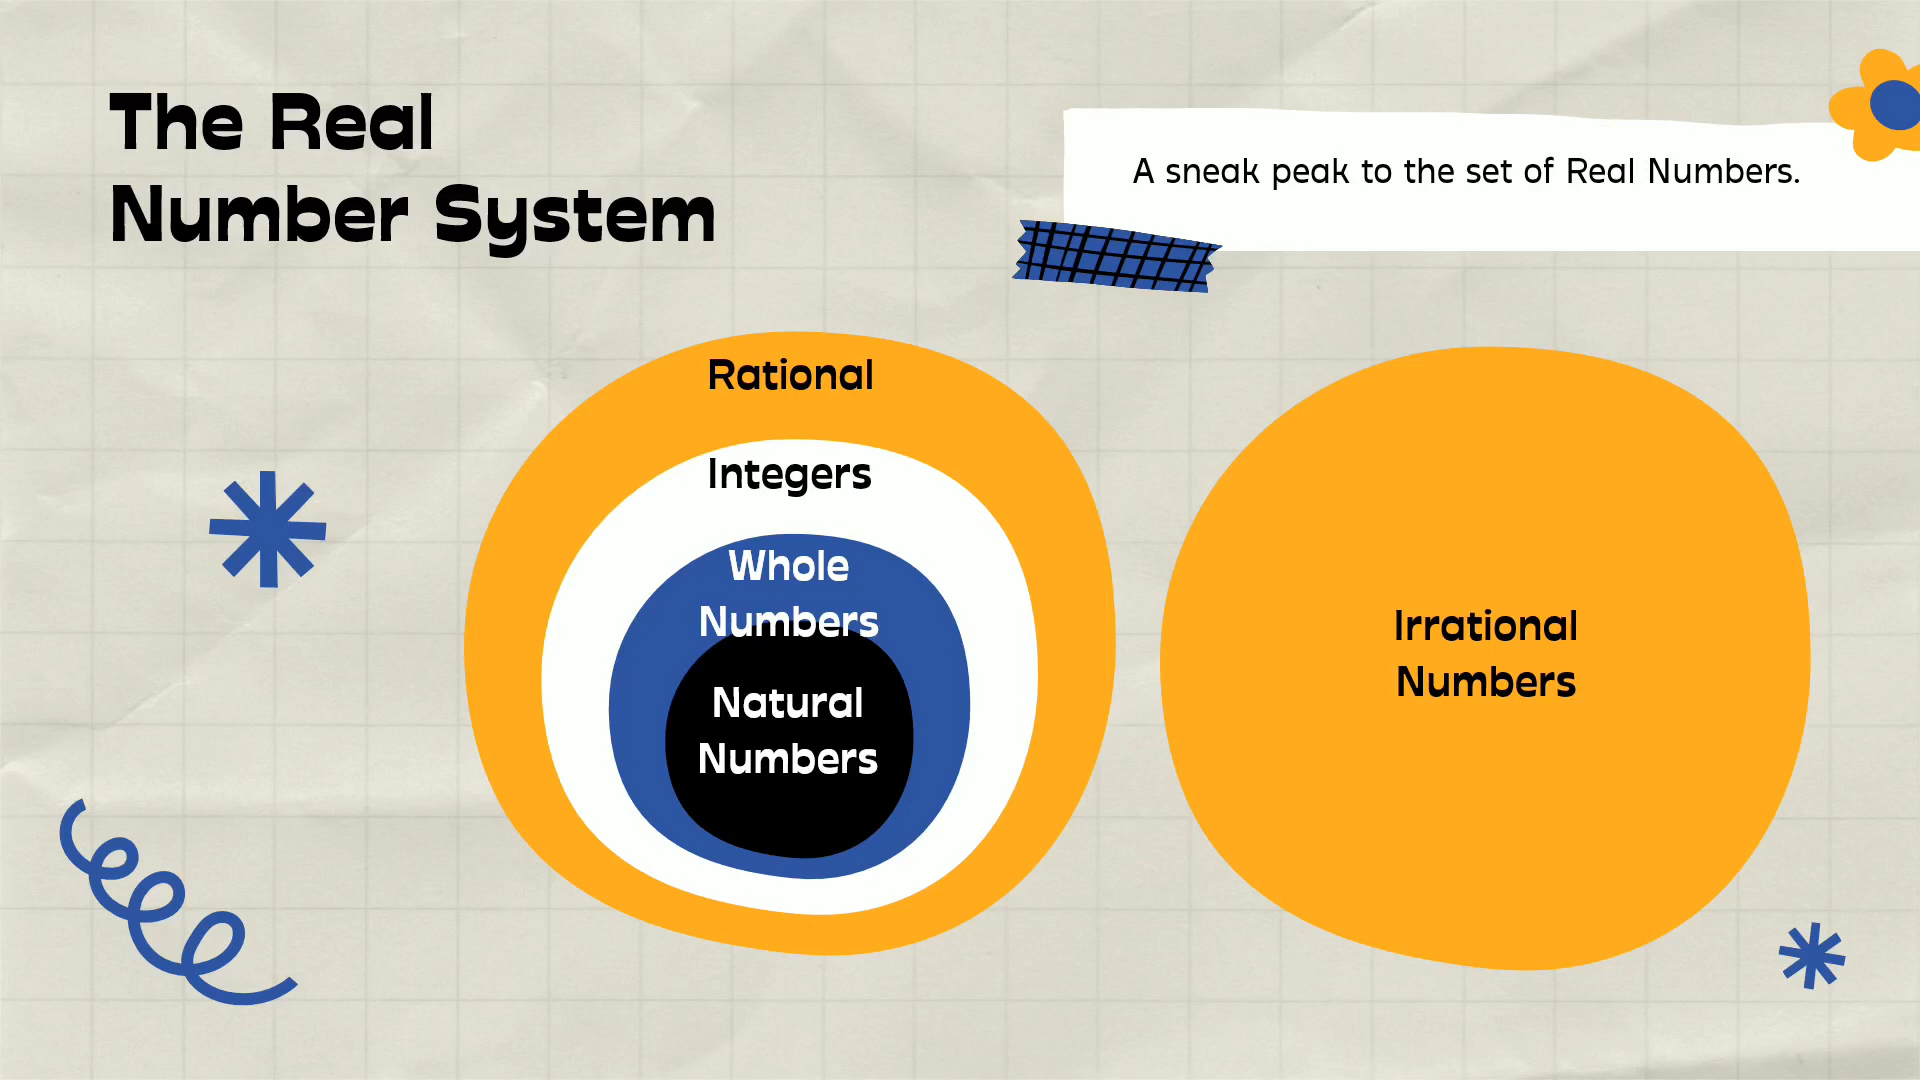 The Real
Number System
A sneak peak to the set of Real Numbers.
Rational
Integers
Whole
Numbers
Natural
Numbers
Irrational
Numbers